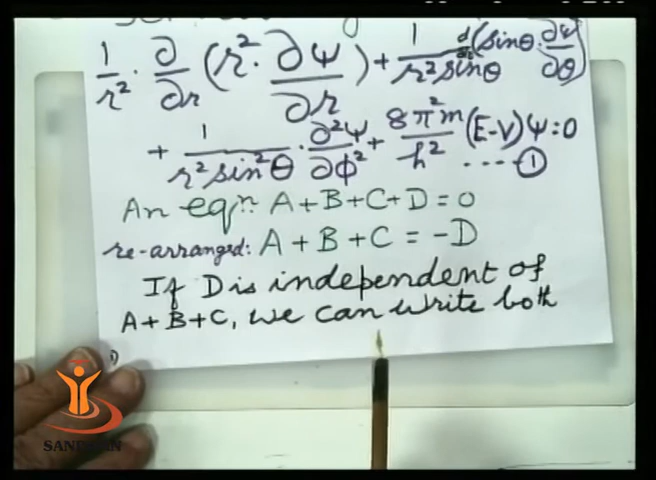 1/r² · ∂/∂r (r² · ∂Ψ/∂r) + 1/r² sinθ d/dθ (sinθ · ∂Ψ/∂θ)
+ 1/r² sin²θ · ∂²Ψ/∂ϕ² + 8π²m/h² (E-V)Ψ = 0
.... ①
An eqn: A+B+C+D=0
re-arranged: A+B+C = -D
If D is independent of
A+B+C, we can write both